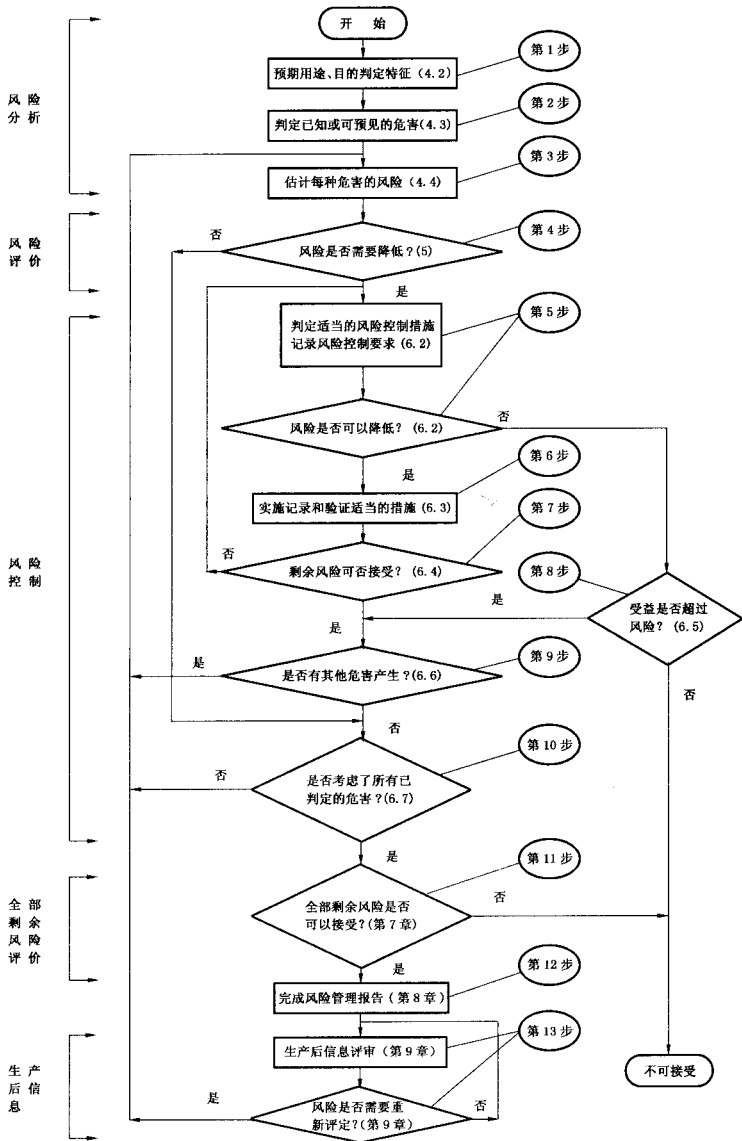 开 始
第1步
预期用途、目的判定特征(4.2)
第2步
风 险
分 析
判定已知或可预见的危害(4.3)
第3步
估计每种危害的风险 (4.4)
第4步
否
风 险
评 价
风险是否需要降低?(5)
是
第5步
判定适当的风险控制措施
记录风险控制要求 (6.2)
否
风险是否可以降低? (6.2)
第6步
是
实施记录和验证适当的措施 (6.3)
第7步
否
剩余风险可否接受? (6.4)
第8步
风 险
控 制
是
受益是否超过
风险? (6.5)
是
第9步
是
是否有其他危害产生?(6.6)
否
否
第10步
否
是否考虑了所有已
判定的危害?(6.7)
是
第11步
否
全 部
剩 余
风 险
评 价
全部剩余风险是否
可以接受?(第7章)
是
第12步
完成风险管理报告 (第8章)
第13步
生产后信息评审 (第9章)
不可接受
生 产
后 信
息
是
风险是否需要重
新评定?(第9章)
否